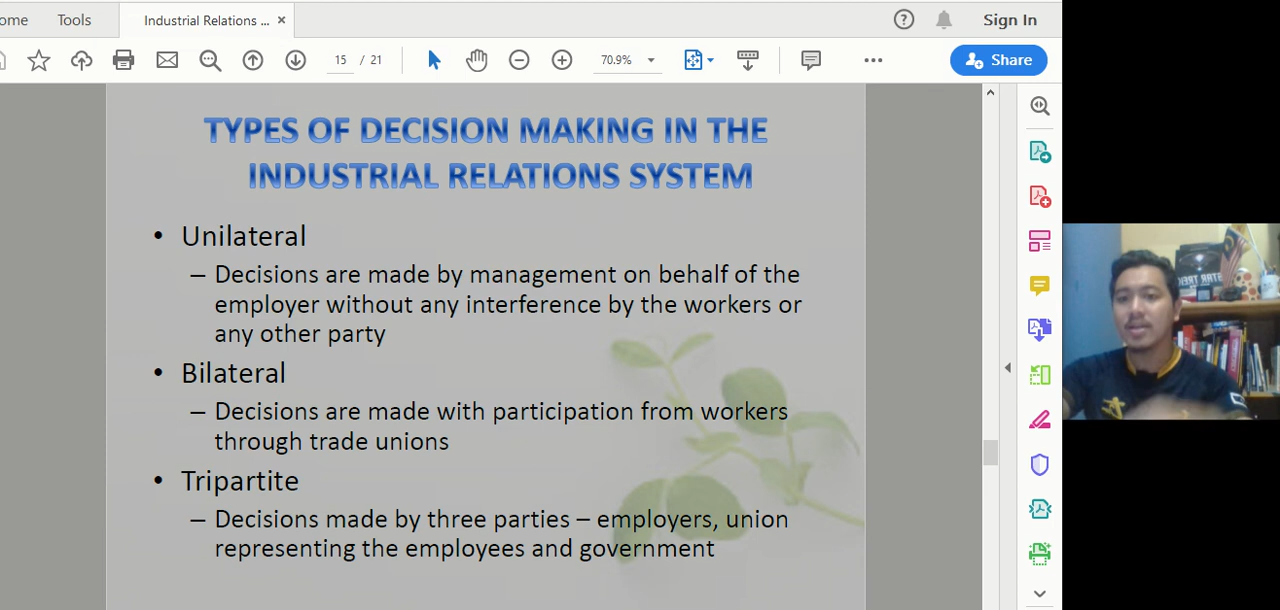 ome Tools Industrial Relations ... × Sign In
15 / 21 70.9% Share
TYPES OF DECISION MAKING IN THE
INDUSTRIAL RELATIONS SYSTEM
• Unilateral
– Decisions are made by management on behalf of the
employer without any interference by the workers or
any other party
• Bilateral
– Decisions are made with participation from workers
through trade unions
• Tripartite
– Decisions made by three parties – employers, union
representing the employees and government